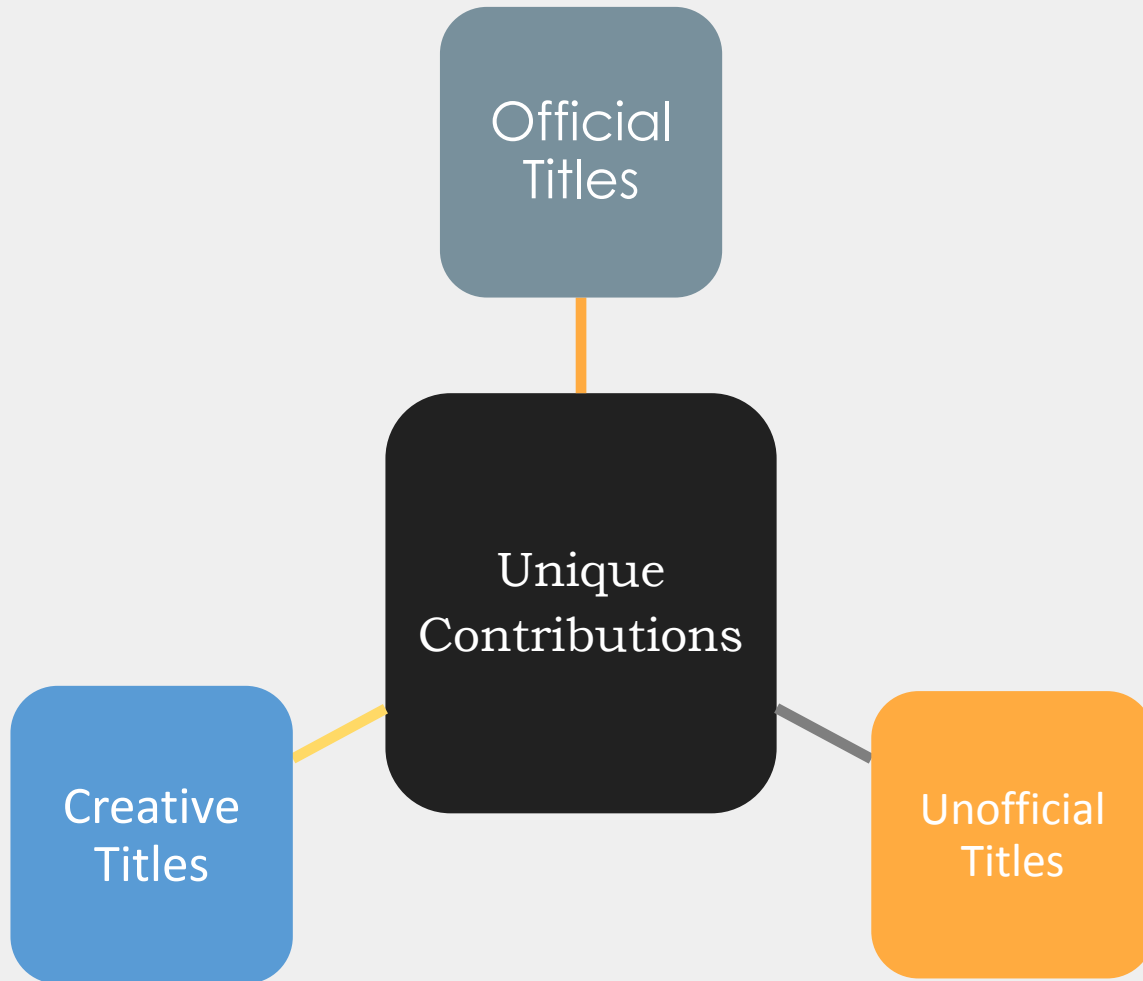 Official
Titles
Unique
Contributions
Creative
Titles
Unofficial
Titles